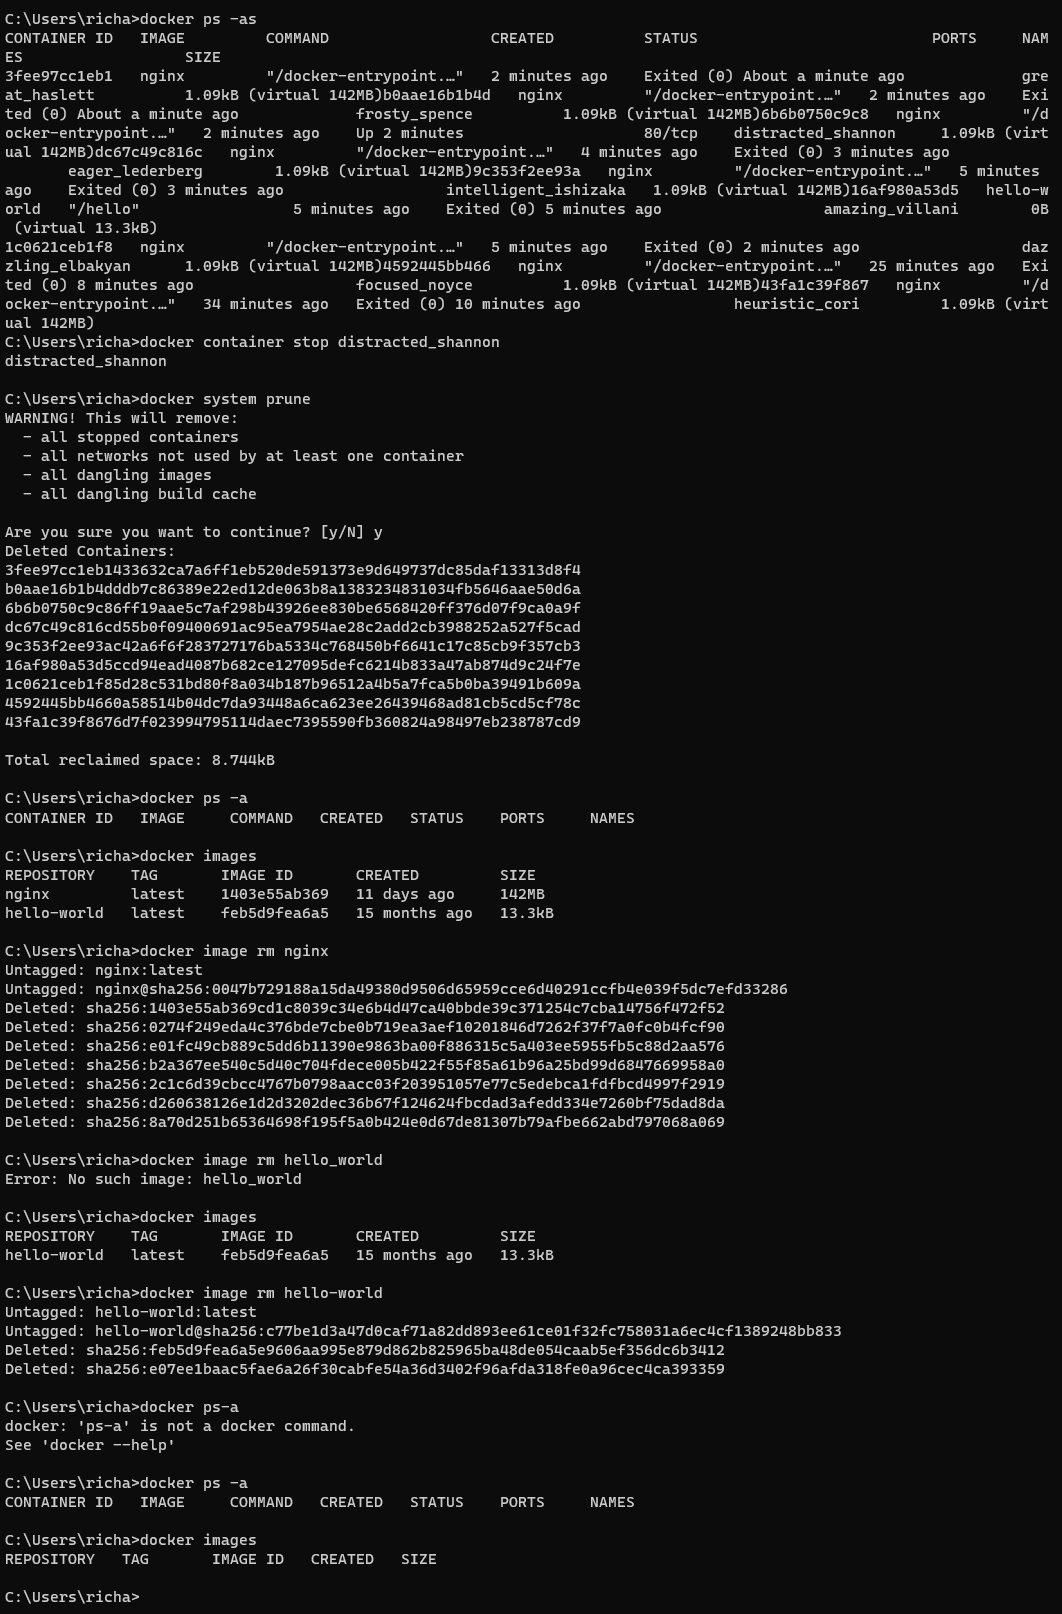 C:\Users\richa>docker ps -as
CONTAINER ID   IMAGE         COMMAND                  CREATED          STATUS                          PORTS     NAM
ES                  SIZE
3fee97cc1eb1   nginx         "/docker-entrypoint.…"   2 minutes ago    Exited (0) About a minute ago             gre
at_haslett          1.09kB (virtual 142MB)b0aae16b1b4d   nginx         "/docker-entrypoint.…"   2 minutes ago    Exi
ted (0) About a minute ago             frosty_spence          1.09kB (virtual 142MB)6b6b0750c9c8   nginx         "/d
ocker-entrypoint.…"   2 minutes ago    Up 2 minutes                    80/tcp    distracted_shannon     1.09kB (virt
ual 142MB)dc67c49c816c   nginx         "/docker-entrypoint.…"   4 minutes ago    Exited (0) 3 minutes ago
       eager_lederberg        1.09kB (virtual 142MB)9c353f2ee93a   nginx         "/docker-entrypoint.…"   5 minutes
ago    Exited (0) 3 minutes ago                  intelligent_ishizaka   1.09kB (virtual 142MB)16af980a53d5   hello-w
orld   "/hello"                 5 minutes ago    Exited (0) 5 minutes ago                  amazing_villani        0B
 (virtual 13.3kB)
1c0621ceb1f8   nginx         "/docker-entrypoint.…"   5 minutes ago    Exited (0) 2 minutes ago                  daz
zling_elbakyan      1.09kB (virtual 142MB)4592445bb466   nginx         "/docker-entrypoint.…"   25 minutes ago   Exi
ted (0) 8 minutes ago                  focused_noyce          1.09kB (virtual 142MB)43fa1c39f867   nginx         "/d
ocker-entrypoint.…"   34 minutes ago   Exited (0) 10 minutes ago                 heuristic_cori         1.09kB (virt
ual 142MB)
C:\Users\richa>docker container stop distracted_shannon
distracted_shannon

C:\Users\richa>docker system prune
WARNING! This will remove:
  - all stopped containers
  - all networks not used by at least one container
  - all dangling images
  - all dangling build cache

Are you sure you want to continue? [y/N] y
Deleted Containers:
3fee97cc1eb1433632ca7a6ff1eb520de591373e9d649737dc85daf13313d8f4
b0aae16b1b4dddb7c86389e22ed12de063b8a1383234831034fb5646aae50d6a
6b6b0750c9c86ff19aae5c7af298b43926ee830be6568420ff376d07f9ca0a9f
dc67c49c816cd55b0f09400691ac95ea7954ae28c2add2cb3988252a527f5cad
9c353f2ee93ac42a6f6f283727176ba5334c768450bf6641c17c85cb9f357cb3
16af980a53d5ccd94ead4087b682ce127095defc6214b833a47ab874d9c24f7e
1c0621ceb1f85d28c531bd80f8a034b187b96512a4b5a7fca5b0ba39491b609a
4592445bb4660a58514b04dc7da93448a6ca623ee26439468ad81cb5cd5cf78c
43fa1c39f8676d7f023994795114daec7395590fb360824a98497eb238787cd9

Total reclaimed space: 8.744kB

C:\Users\richa>docker ps -a
CONTAINER ID   IMAGE     COMMAND   CREATED   STATUS    PORTS     NAMES

C:\Users\richa>docker images
REPOSITORY    TAG       IMAGE ID       CREATED         SIZE
nginx         latest    1403e55ab369   11 days ago     142MB
hello-world   latest    feb5d9fea6a5   15 months ago   13.3kB

C:\Users\richa>docker image rm nginx
Untagged: nginx:latest
Untagged: nginx@sha256:0047b729188a15da49380d9506d65959cce6d40291ccfb4e039f5dc7efd33286
Deleted: sha256:1403e55ab369cd1c8039c34e6b4d47ca40bbde39c371254c7cba14756f472f52
Deleted: sha256:0274f249eda4c376bde7cbe0b719ea3aef10201846d7262f37f7a0fc0b4fcf90
Deleted: sha256:e01fc49cb889c5dd6b11390e9863ba00f886315c5a403ee5955fb5c88d2aa576
Deleted: sha256:b2a367ee540c5d40c704fdece005b422f55f85a61b96a25bd99d6847669958a0
Deleted: sha256:2c1c6d39cbcc4767b0798aacc03f203951057e77c5edebca1fdfbcd4997f2919
Deleted: sha256:d260638126e1d2d3202dec36b67f124624fbcdad3afedd334e7260bf75dad8da
Deleted: sha256:8a70d251b65364698f195f5a0b424e0d67de81307b79afbe662abd797068a069

C:\Users\richa>docker image rm hello_world
Error: No such image: hello_world

C:\Users\richa>docker images
REPOSITORY    TAG       IMAGE ID       CREATED         SIZE
hello-world   latest    feb5d9fea6a5   15 months ago   13.3kB

C:\Users\richa>docker image rm hello-world
Untagged: hello-world:latest
Untagged: hello-world@sha256:c77be1d3a47d0caf71a82dd893ee61ce01f32fc758031a6ec4cf1389248bb833
Deleted: sha256:feb5d9fea6a5e9606aa995e879d862b825965ba48de054caab5ef356dc6b3412
Deleted: sha256:e07ee1baac5fae6a26f30cabfe54a36d3402f96afda318fe0a96cec4ca393359

C:\Users\richa>docker ps-a
docker: 'ps-a' is not a docker command.
See 'docker --help'

C:\Users\richa>docker ps -a
CONTAINER ID   IMAGE     COMMAND   CREATED   STATUS    PORTS     NAMES

C:\Users\richa>docker images
REPOSITORY   TAG       IMAGE ID   CREATED   SIZE

C:\Users\richa>